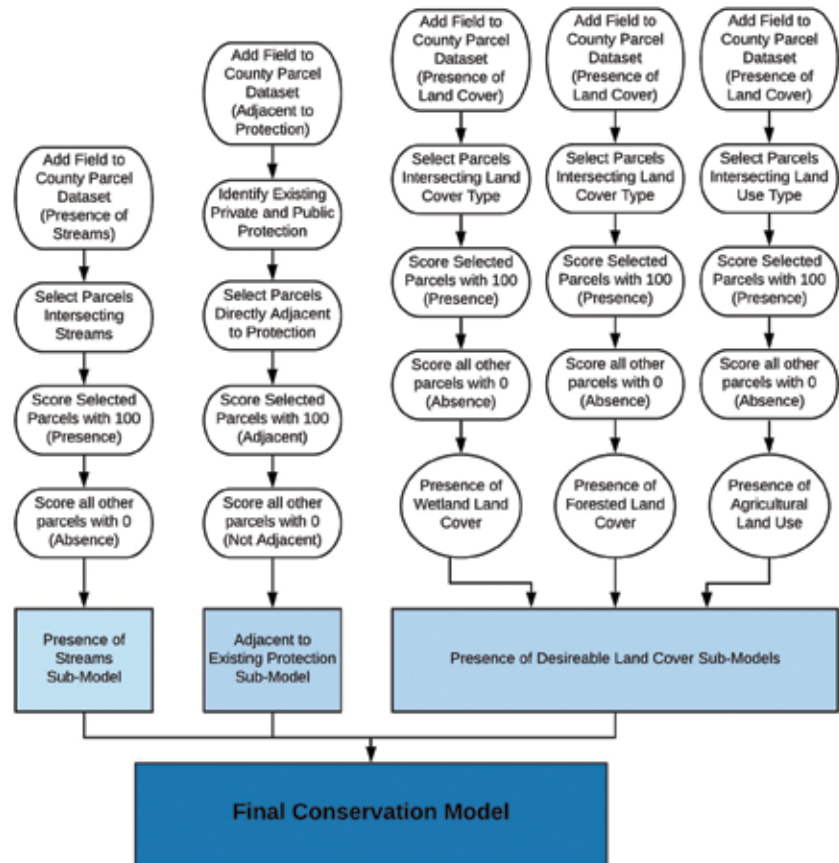 Add Field to
County Parcel
Dataset
(Presence of
Streams)
Select Parcels
Intersecting
Streams
Score Selected
Parcels with 100
(Presence)
Score all other
parcels with 0
(Absence)
Presence of
Streams
Sub-Model
Add Field to
County Parcel
Dataset
(Adjacent to
Protection)
Identify Existing
Private and Public
Protection
Select Parcels
Directly Adjacent
to Protection
Score Selected
Parcels with 100
(Adjacent)
Score all other
parcels with 0
(Not Adjacent)
Adjacent to
Existing Protection
Sub-Model
Add Field to
County Parcel
Dataset
(Presence of
Land Cover)
Select Parcels
Intersecting Land
Cover Type
Score Selected
Parcels with 100
(Presence)
Score all other
parcels with 0
(Absence)
Presence of
Wetland Land
Cover
Add Field to
County Parcel
Dataset
(Presence of
Land Cover)
Select Parcels
Intersecting Land
Cover Type
Score Selected
Parcels with 100
(Presence)
Score all other
parcels with 0
(Absence)
Presence of
Forested Land
Cover
Add Field to
County Parcel
Dataset
(Presence of
Land Cover)
Select Parcels
Intersecting Land
Use Type
Score Selected
Parcels with 100
(Presence)
Score all other
parcels with 0
(Absence)
Presence of
Agricultural
Land Use
Presence of Desireable Land Cover Sub-Models
Final Conservation Model